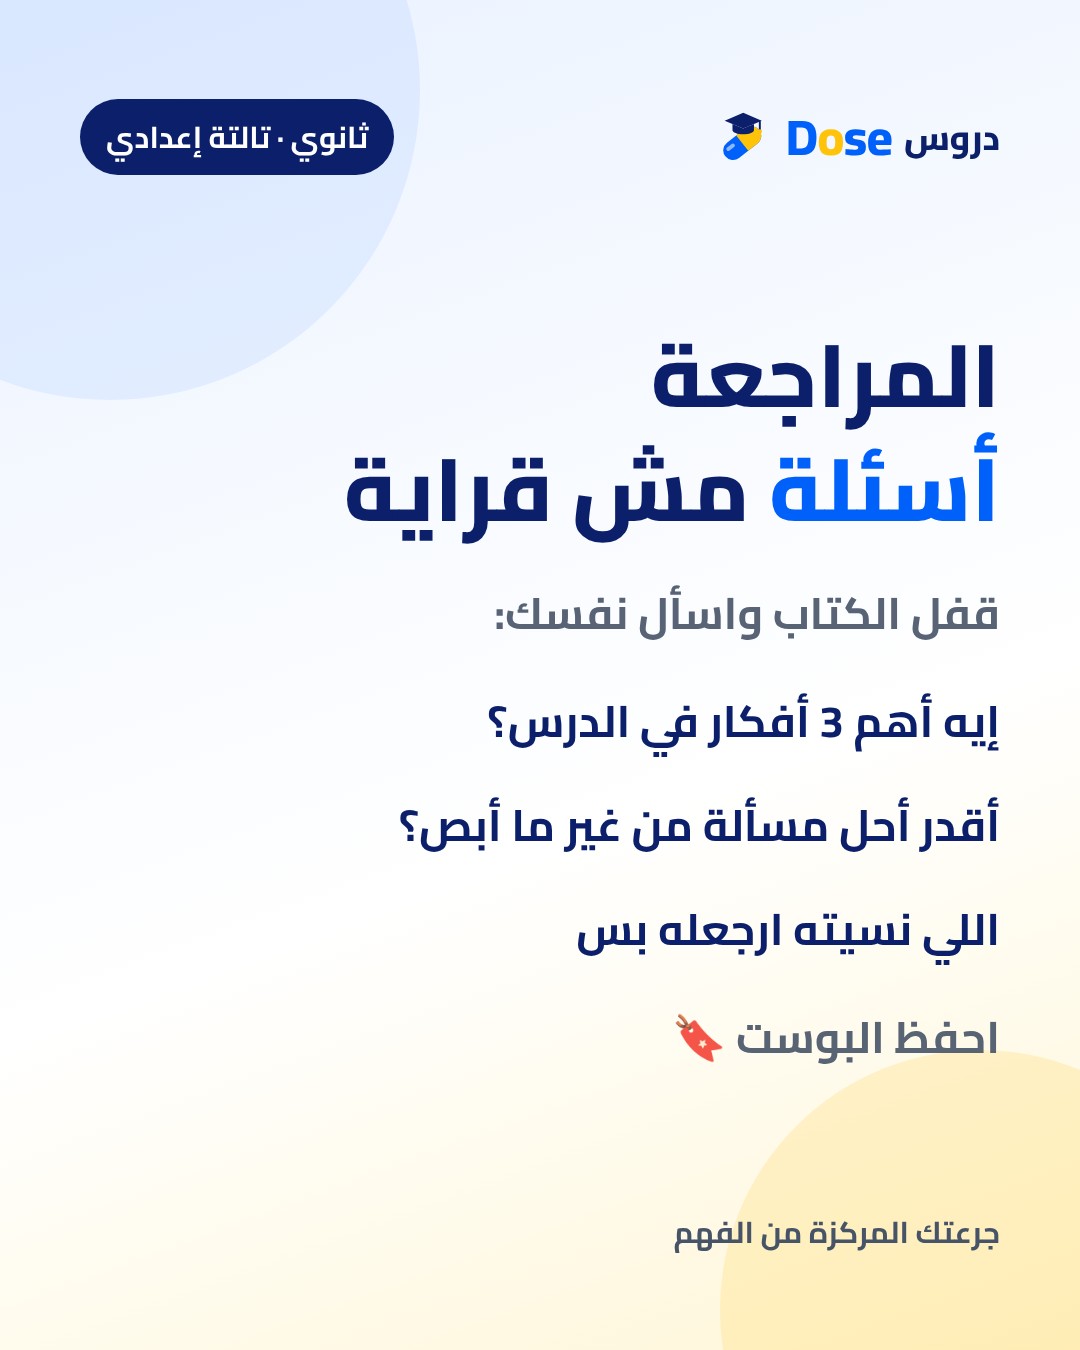 دروس Dose
ثانوي · تالتة إعدادي
المراجعة
أسئلة مش قراية
قفل الكتاب واسأل نفسك:
إيه أهم 3 أفكار في الدرس؟
أقدر أحل مسألة من غير ما أبص؟
اللي نسيته ارجعله بس
احفظ البوست 🔖
جرعتك المركزة من الفهم